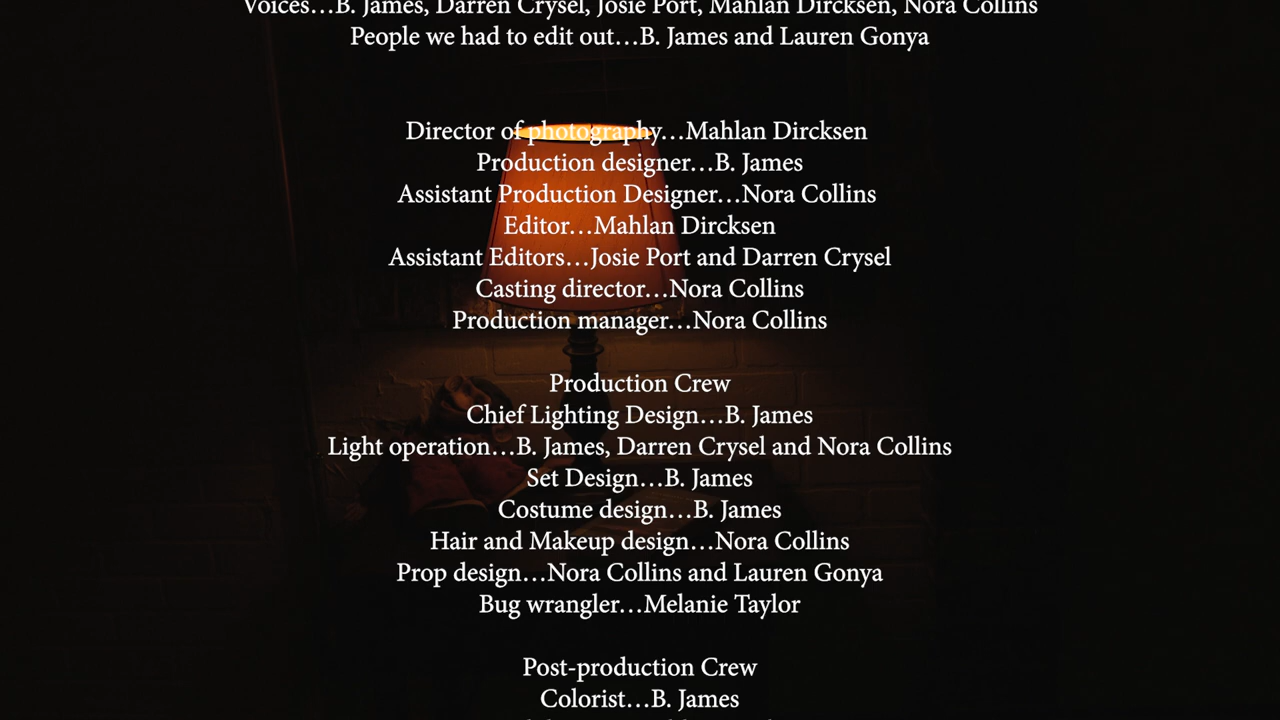 Voices…B. James, Darren Crysel, Josie Port, Mahlan Dircksen, Nora Collins
People we had to edit out…B. James and Lauren Gonya
Director of photography…Mahlan Dircksen
Production designer…B. James
Assistant Production Designer…Nora Collins
Editor…Mahlan Dircksen
Assistant Editors…Josie Port and Darren Crysel
Casting director…Nora Collins
Production manager…Nora Collins
Production Crew
Chief Lighting Design…B. James
Light operation…B. James, Darren Crysel and Nora Collins
Set Design…B. James
Costume design…B. James
Hair and Makeup design…Nora Collins
Prop design…Nora Collins and Lauren Gonya
Bug wrangler…Melanie Taylor
Post-production Crew
Colorist…B. James